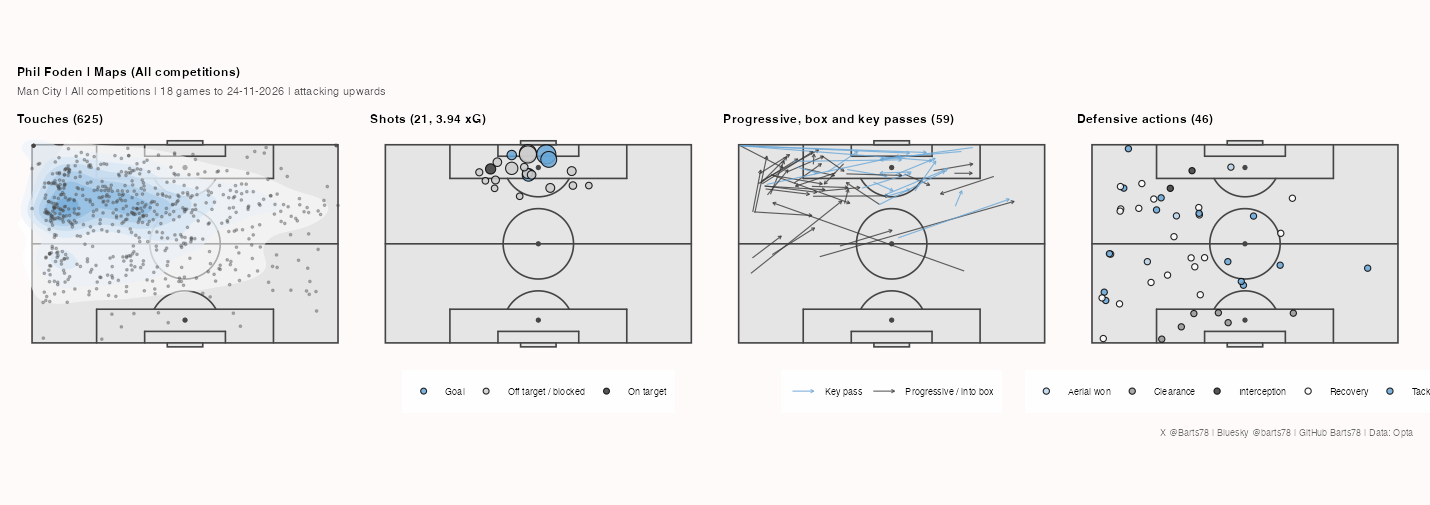 Phil Foden | Maps (All competitions)
Man City | All competitions | 18 games to 24-11-2026 | attacking upwards
Touches (625)
Shots (21, 3.94 xG)
Progressive, box and key passes (59)
Defensive actions (46)
Goal
Off target / blocked
On target
Key pass
Progressive / Into box
Aerial won
Clearance
Interception
Recovery
Tack
X @Barts78 | Bluesky @barts78 | GitHub Barts78 | Data: Opta